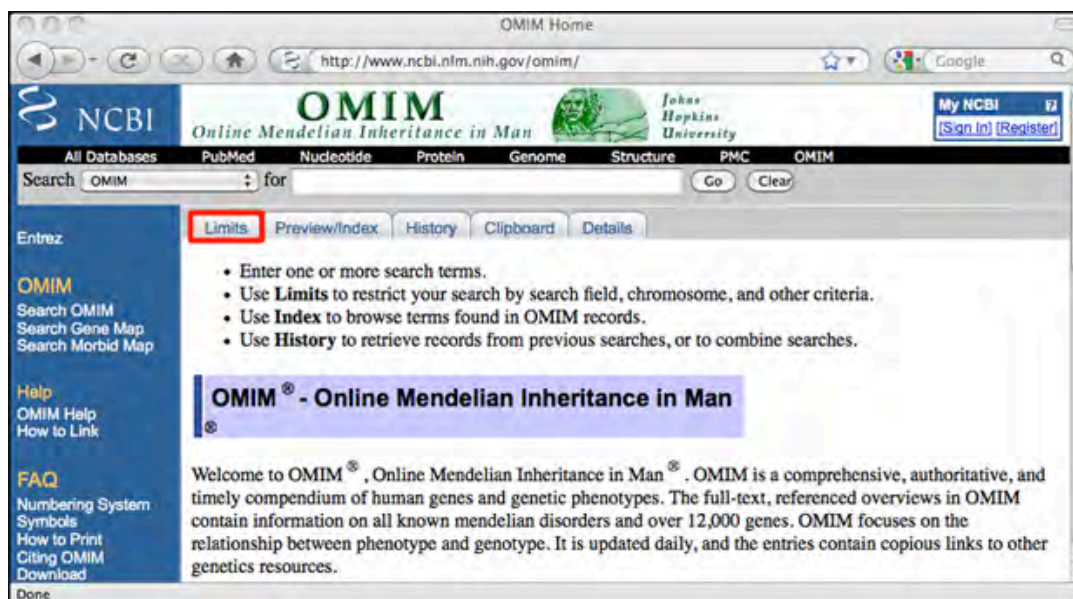 OMIM Home
http://www.ncbi.nlm.nih.gov/omim/
Google
NCBI
OMIM
Online Mendelian Inheritance in Man
Johns
Hopkins
University
My NCBI
[Sign In] [Register]
All Databases PubMed Nucleotide Protein Genome Structure PMC OMIM
Search OMIM for Go Clear
Limits Preview/Index History Clipboard Details
Entrez
OMIM
Search OMIM
Search Gene Map
Search Morbid Map
Help
OMIM Help
How to Link
FAQ
Numbering System
Symbols
How to Print
Citing OMIM
Download
• Enter one or more search terms.
• Use Limits to restrict your search by search field, chromosome, and other criteria.
• Use Index to browse terms found in OMIM records.
• Use History to retrieve records from previous searches, or to combine searches.
OMIM ® - Online Mendelian Inheritance in Man
®
Welcome to OMIM ® , Online Mendelian Inheritance in Man ® . OMIM is a comprehensive, authoritative, and
timely compendium of human genes and genetic phenotypes. The full-text, referenced overviews in OMIM
contain information on all known mendelian disorders and over 12,000 genes. OMIM focuses on the
relationship between phenotype and genotype. It is updated daily, and the entries contain copious links to other
genetics resources.
Done